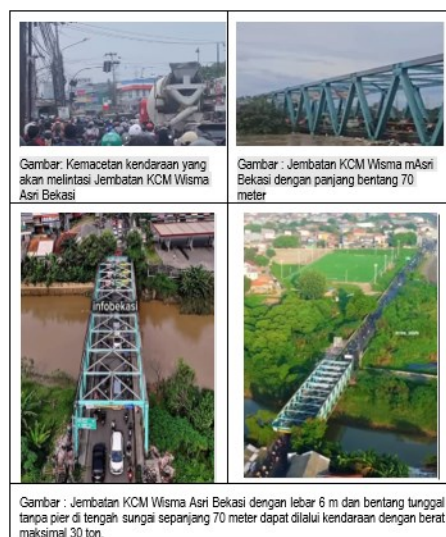 Gambar: Kemacetan kendaraan yang
akan melintasi Jembatan KCM Wisma
Asri Bekasi
Gambar : Jembatan KCM Wisma mAsri
Bekasi dengan panjang bentang 70
meter
infobekasi
Gambar : Jembatan KCM Wisma Asri Bekasi dengan lebar 6 m dan bentang tunggal
tanpa pier di tengah sungai sepanjang 70 meter dapat dilalui kendaraan dengan berat
maksimal 30 ton.